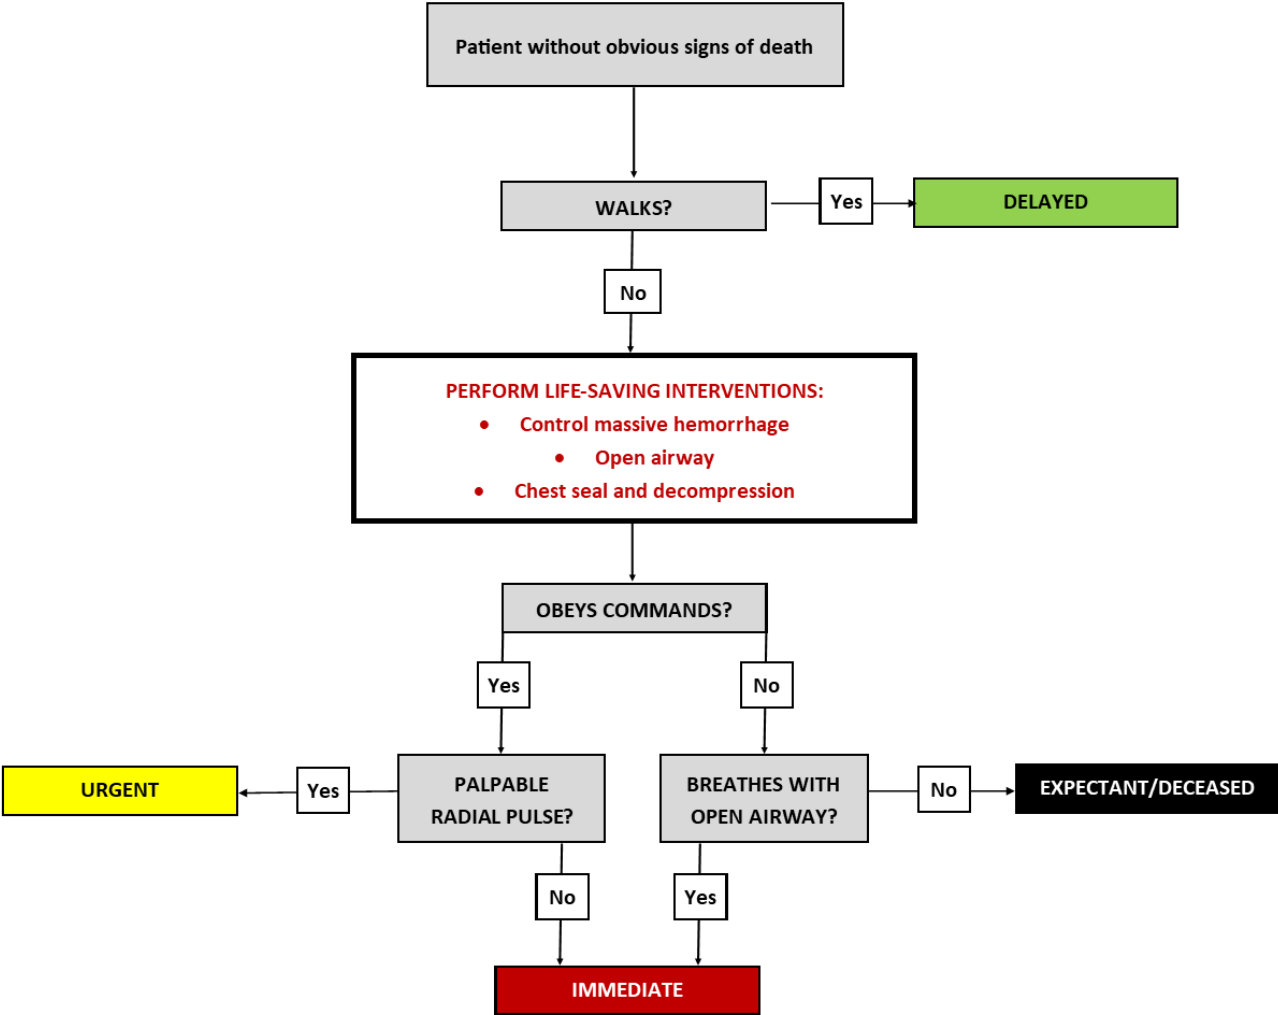 Patient without obvious signs of death
WALKS?
Yes
DELAYED
No
PERFORM LIFE-SAVING INTERVENTIONS:
• Control massive hemorrhage
• Open airway
• Chest seal and decompression
OBEYS COMMANDS?
Yes
No
URGENT
Yes
PALPABLE
RADIAL PULSE?
BREATHES WITH
OPEN AIRWAY?
No
EXPECTANT/DECEASED
No
Yes
IMMEDIATE